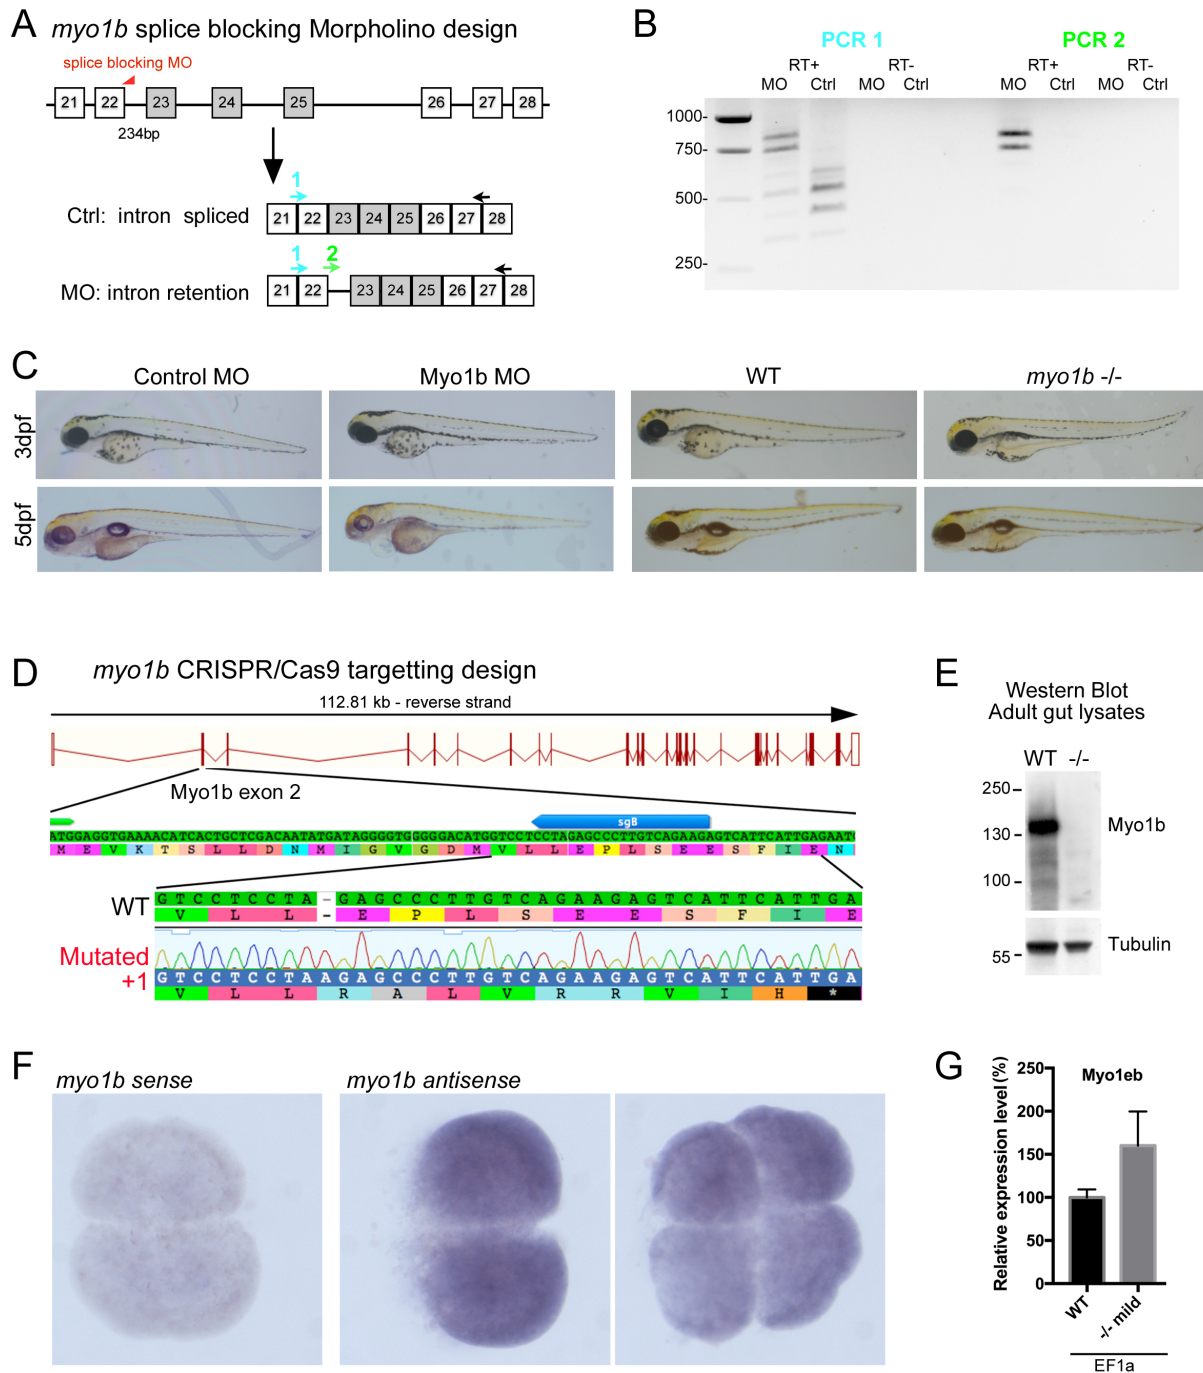 A
myo1b splice blocking Morpholino design
splice blocking MO
21 22 23 24 25 26 27 28
234bp
1
Ctrl: intron spliced
21 22 23 24 25 26 27 28
1 2
MO: intron retention
21 22 23 24 25 26 27 28
B
PCR 1 PCR 2
RT+ RT- RT+ RT-
MO Ctrl MO Ctrl MO Ctrl MO Ctrl
1000-
750-
500-
250-
C
Control MO Myo1b MO WT myo1b -/-
3dpf
5dpf
D
myo1b CRISPR/Cas9 targetting design
112.81 kb - reverse strand
Myo1b exon 2
sgB
ATGGAGGTGAAAACATCACTGCTCGACAATATGATAGGGGTGGGGGACATGGTCCTCCTAGAGCCCTTGTCAGAAGAGTCATTCATTGAGAAT
M E V K T S L L D N M I G V G D M V L L E P L S E E S F I E N
WT
GTCCTCCTA-GAGCCCTTGTCAGAAGAGTCATTCATTGA
V L L - E P L S E E S F I E
Mutated
+1
GTCCTCCTAAGAGCCCTTGTCAGAAGAGTCATTCATTGA
V L L R A L V R R V I H *
E
Western Blot
Adult gut lysates
WT -/-
250
130
100
55
Myo1b
Tubulin
F
myo1b sense
myo1b antisense
G
Relative expression level (%)
250
200
150
100
50
0
Myo1eb
WT
-/- mild
EF1a